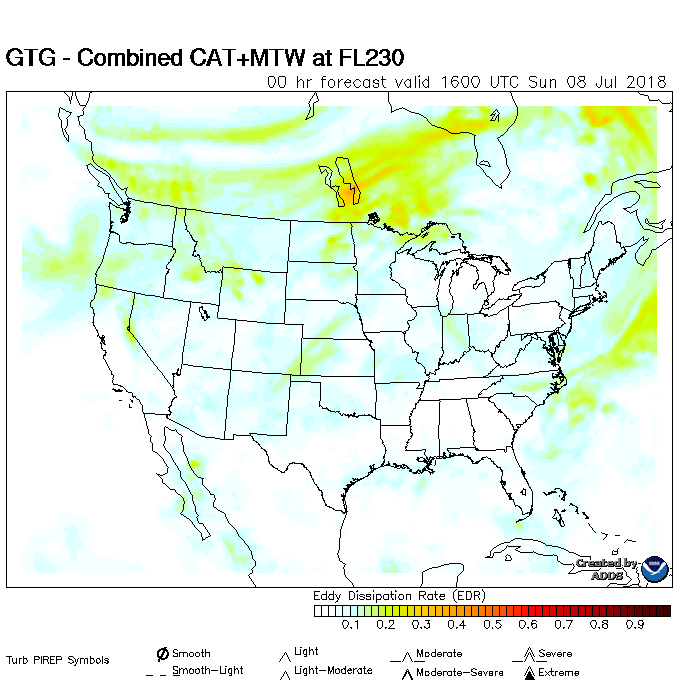 GTG - Combined CAT+MTW at FL230
00 hr forecast valid 1600 UTC Sun 08 Jul 2018
Created by
ADDS
Eddy Dissipation Rate (EDR)
0.1 0.2 0.3 0.4 0.5 0.6 0.7 0.8 0.9
Turb PIREP Symbols
Smooth Light Moderate Severe
Smooth-Light Light-Moderate Moderate-Severe Extreme